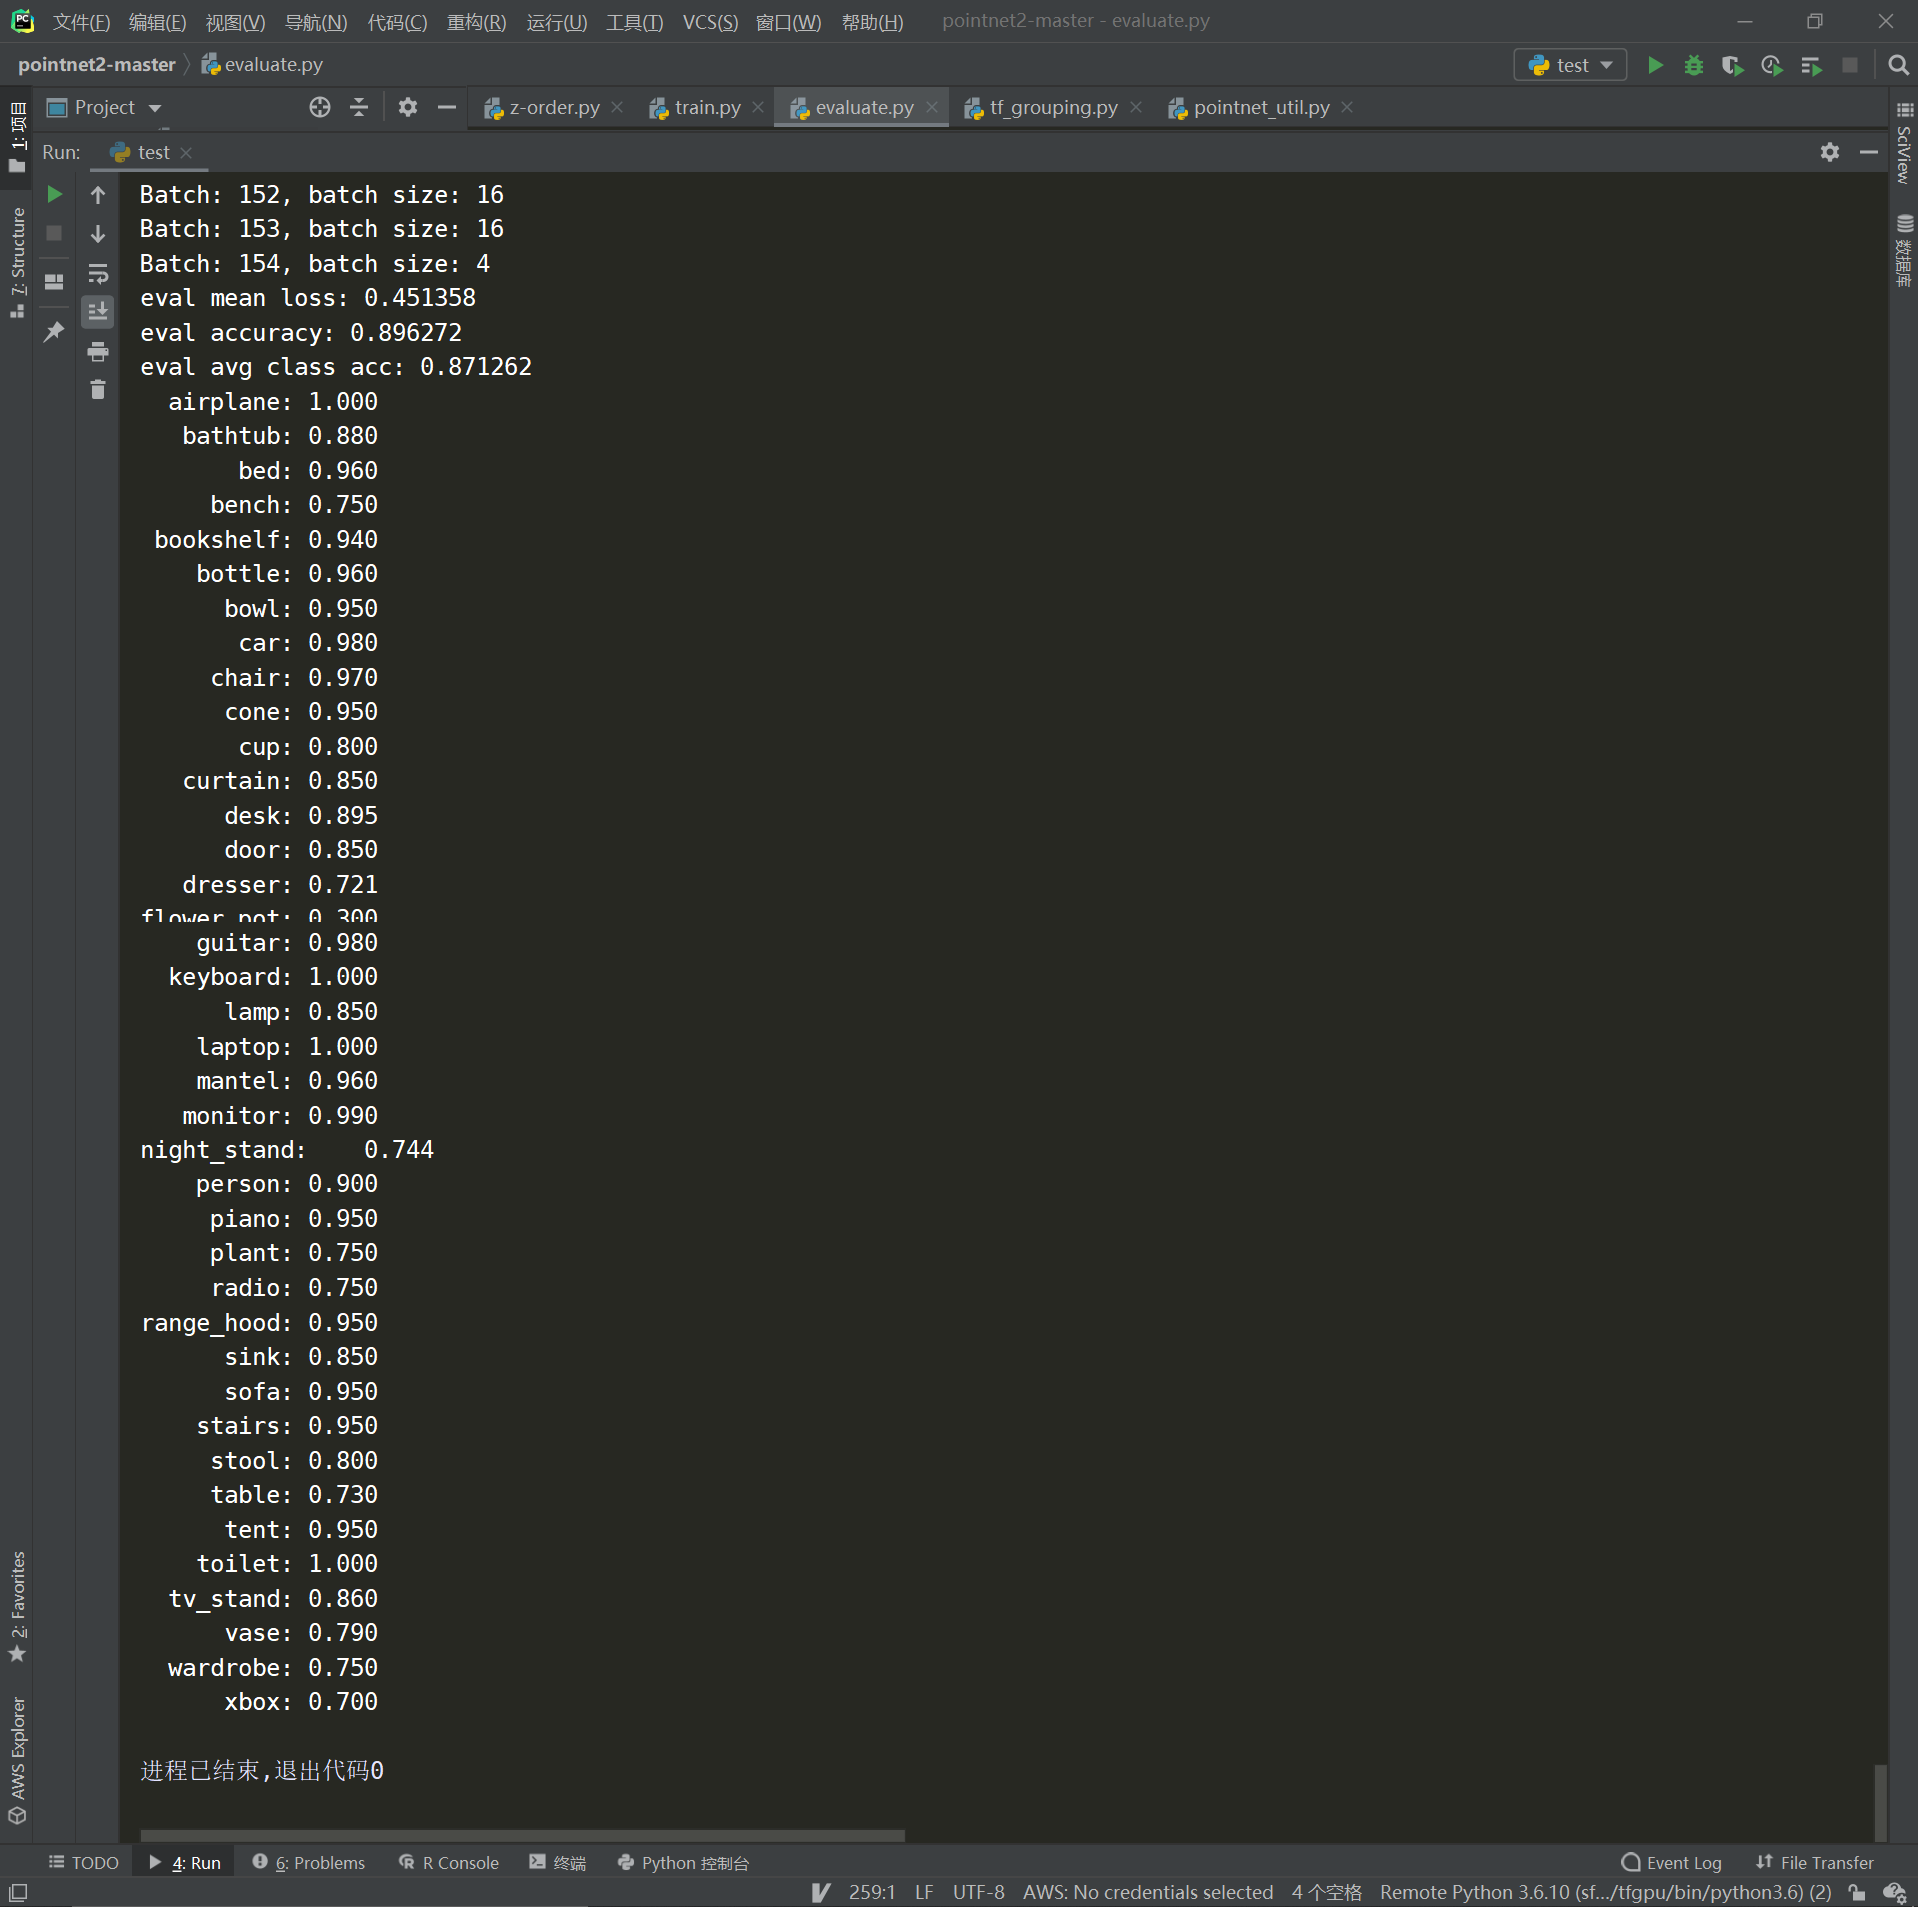 文件(F) 编辑(E) 视图(V) 导航(N) 代码(C) 重构(R) 运行(U) 工具(T) VCS(S) 窗口(W) 帮助(H) pointnet2-master - evaluate.py
pointnet2-master evaluate.py test
Project z-order.py train.py evaluate.py tf_grouping.py pointnet_util.py
Run: test
1: 项目
7: Structure
2: Favorites
AWS Explorer
SciView
数据库
Batch: 152, batch size: 16
Batch: 153, batch size: 16
Batch: 154, batch size: 4
eval mean loss: 0.451358
eval accuracy: 0.896272
eval avg class acc: 0.871262
airplane: 1.000
bathtub: 0.880
bed: 0.960
bench: 0.750
bookshelf: 0.940
bottle: 0.960
bowl: 0.950
car: 0.980
chair: 0.970
cone: 0.950
cup: 0.800
curtain: 0.850
desk: 0.895
door: 0.850
dresser: 0.721
flower pot: 0.300
guitar: 0.980
keyboard: 1.000
lamp: 0.850
laptop: 1.000
mantel: 0.960
monitor: 0.990
night_stand: 0.744
person: 0.900
piano: 0.950
plant: 0.750
radio: 0.750
range_hood: 0.950
sink: 0.850
sofa: 0.950
stairs: 0.950
stool: 0.800
table: 0.730
tent: 0.950
toilet: 1.000
tv_stand: 0.860
vase: 0.790
wardrobe: 0.750
xbox: 0.700
进程已结束,退出代码0
TODO 4: Run 6: Problems R Console 终端 Python 控制台 Event Log File Transfer
259:1 LF UTF-8 AWS: No credentials selected 4 个空格 Remote Python 3.6.10 (sf.../tfgpu/bin/python3.6) (2)